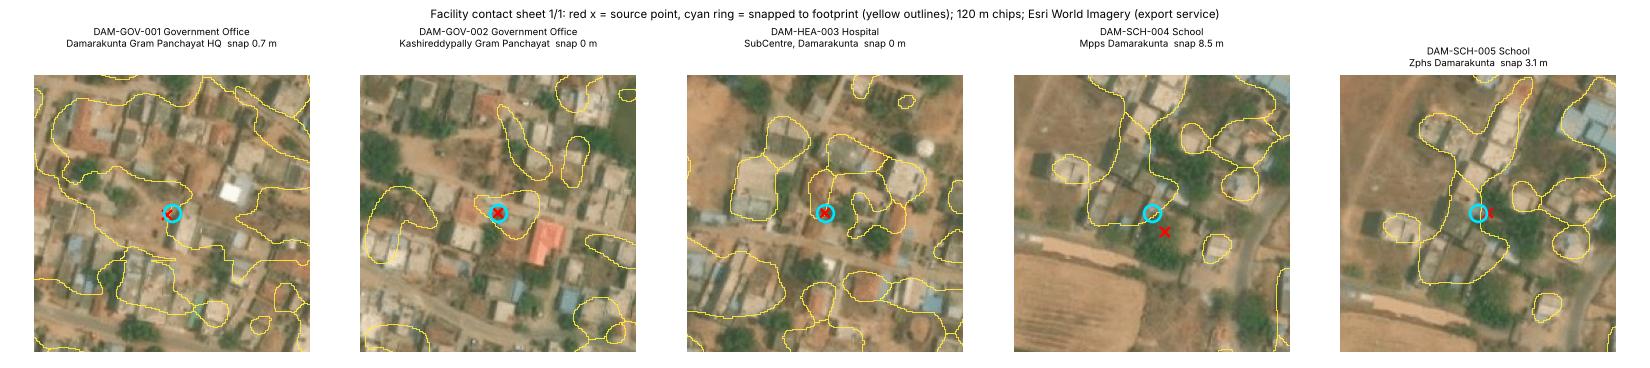 Facility contact sheet 1/1: red x = source point, cyan ring = snapped to footprint (yellow outlines); 120 m chips; Esri World Imagery (export service)
DAM-GOV-001 Government Office
Damarakunta Gram Panchayat HQ  snap 0.7 m
DAM-GOV-002 Government Office
Kashireddypally Gram Panchayat  snap 0 m
DAM-HEA-003 Hospital
SubCentre, Damarakunta  snap 0 m
DAM-SCH-004 School
Mpps Damarakunta  snap 8.5 m
DAM-SCH-005 School
Zphs Damarakunta  snap 3.1 m